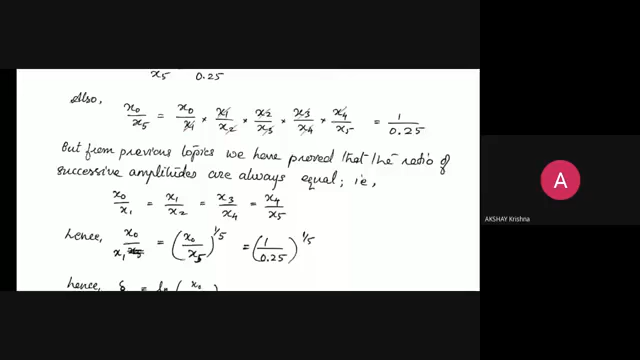 x5 0.25
Also,
x0/x5 = x0/x1 × x1/x2 × x2/x3 × x3/x4 × x4/x5 = 1/0.25
But from previous topics we have proved that the ratio of
successive amplitudes are always equal; ie,
x0/x1 = x1/x2 = x3/x4 = x4/x5
hence, x0/x1 = (x0/x5)^1/5 = (1/0.25)^1/5
hence, δ = ln ( x0
A
AKSHAY Krishna